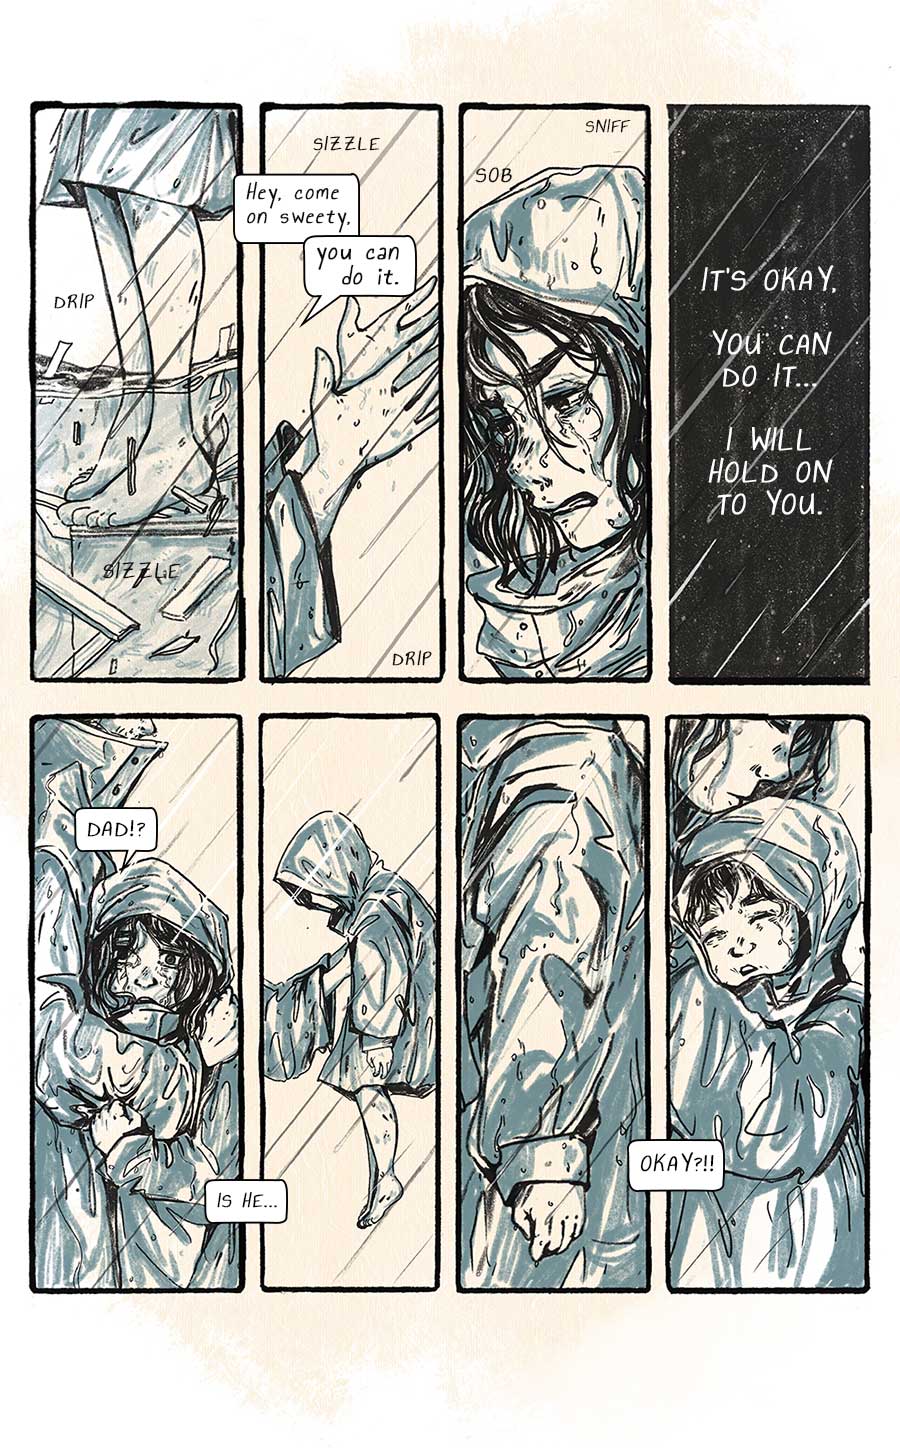 DRIP
SIZZLE
SIZZLE
Hey, come
on sweety,
you can
do it.
DRIP
SNIFF
SOB
IT'S OKAY,
YOU CAN
DO IT...
I WILL
HOLD ON
TO YOU.
DAD!?
IS HE...
OKAY?!!